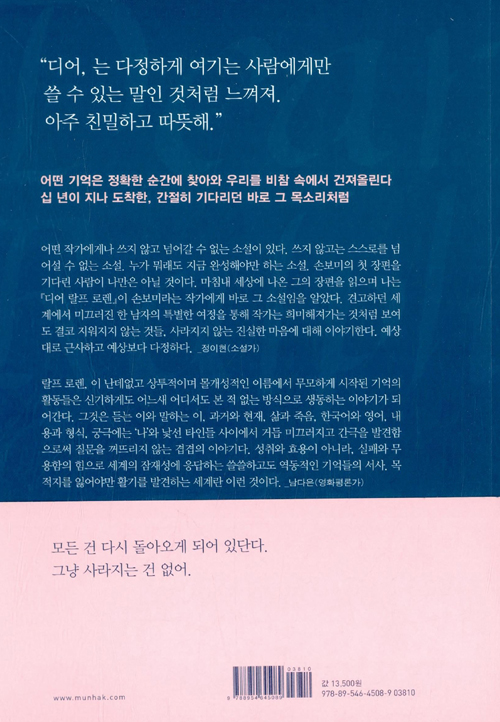 “디어, 는 다정하게 여기는 사람에게만
쓸 수 있는 말인 것처럼 느껴져.
아주 친밀하고 따뜻해.”
어떤 기억은 정확한 순간에 찾아와 우리를 비참 속에서 건져올린다
십 년이 지나 도착한, 간절히 기다리던 바로 그 목소리처럼
어떤 작가에게나 쓰지 않고 넘어갈 수 없는 소설이 있다. 쓰지 않고는 스스로를 넘
어설 수 없는 소설, 누가 뭐래도 지금 완성해야만 하는 소설. 손보미의 첫 장편을
기다린 사람이 나만은 아닐 것이다. 마침내 세상에 나온 그의 장편을 읽으며 나는
『디어 랄프 로렌』이 손보미라는 작가에게 바로 그 소설임을 알았다. 견고하던 세
계에서 미끄러진 한 남자의 특별한 여정을 통해 작가는 희미해져가는 것처럼 보여
도 결코 지워지지 않는 것들, 사라지지 않는 진실한 마음에 대해 이야기한다. 예상
대로 근사하고 예상보다 다정하다. _정이현(소설가)
랄프 로렌. 이 난데없고 상투적이며 몰개성적인 이름에서 무모하게 시작된 기억의
활동들은 신기하게도 어느새 어디서도 본 적 없는 방식으로 생동하는 이야기가 되
어간다. 그것은 듣는 이와 말하는 이, 과거와 현재, 삶과 죽음, 한국어와 영어, 내
용과 형식, 궁극에는 ‘나’와 낯선 타인들 사이에서 거듭 미끄러지고 간극을 발견함
으로써 질문을 꺼뜨리지 않는 겹겹의 이야기다. 성취와 효용이 아니라, 실패와 무
용함의 힘으로 세계의 잠재성에 응답하는 쓸쓸하고도 역동적인 기억들의 서사. 목
적지를 잃어야만 활기를 발견하는 세계란 이런 것이다. _남다은(영화평론가)
모든 건 다시 돌아오게 되어 있단다.
그냥 사라지는 건 없어.
www.munhak.com
03810
9 788954 645089
값 13,500원
978-89-546-4508-9 03810